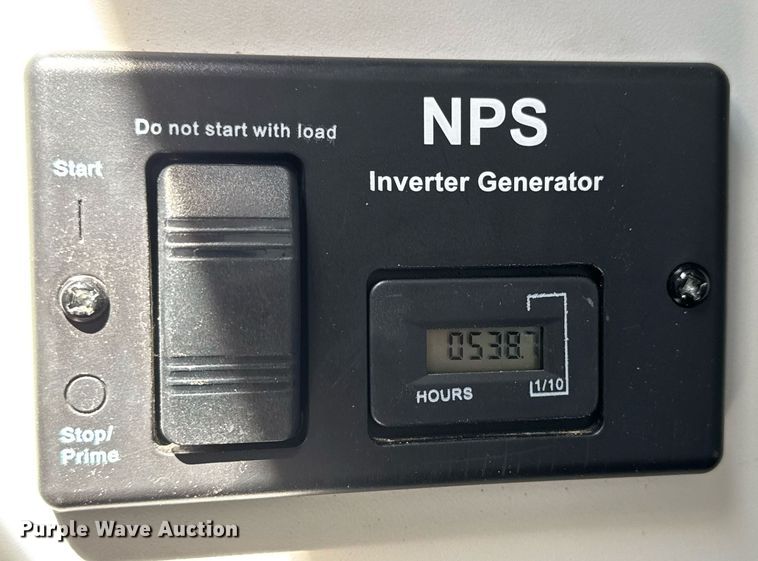 Do not start with load
NPS
Start
Inverter Generator
0538.7
HOURS
1/10
Stop/
Prime
Purple Wave Auction